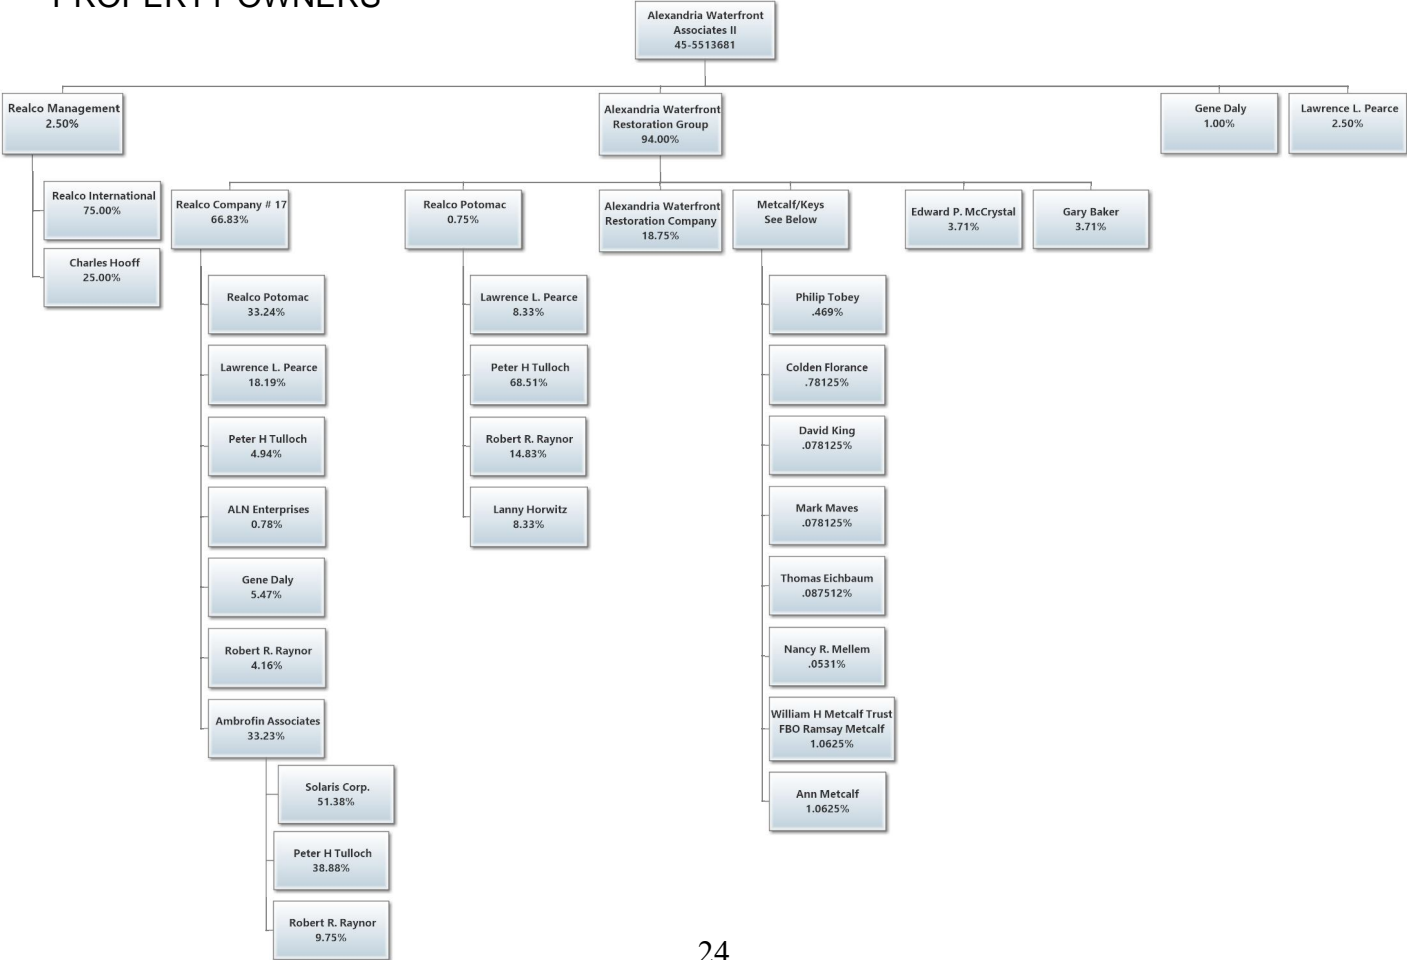 PROPERTY OWNERS
Alexandria Waterfront
Associates II
45-5513681
Realco Management
2.50%
Alexandria Waterfront
Restoration Group
94.00%
Gene Daly
1.00%
Lawrence L. Pearce
2.50%
Realco International
75.00%
Charles Hooff
25.00%
Realco Company # 17
66.83%
Realco Potomac
0.75%
Alexandria Waterfront
Restoration Company
18.75%
Metcalf/Keys
See Below
Edward P. McCrystal
3.71%
Gary Baker
3.71%
Realco Potomac
33.24%
Lawrence L. Pearce
18.19%
Peter H Tulloch
4.94%
ALN Enterprises
0.78%
Gene Daly
5.47%
Robert R. Raynor
4.16%
Ambrofin Associates
33.23%
Solaris Corp.
51.38%
Peter H Tulloch
38.88%
Robert R. Raynor
9.75%
Lawrence L. Pearce
8.33%
Peter H Tulloch
68.51%
Robert R. Raynor
14.83%
Lanny Horwitz
8.33%
Philip Tobey
.469%
Colden Florance
.78125%
David King
.078125%
Mark Maves
.078125%
Thomas Eichbaum
.087512%
Nancy R. Mellem
.0531%
William H Metcalf Trust
FBO Ramsay Metcalf
1.0625%
Ann Metcalf
1.0625%
24